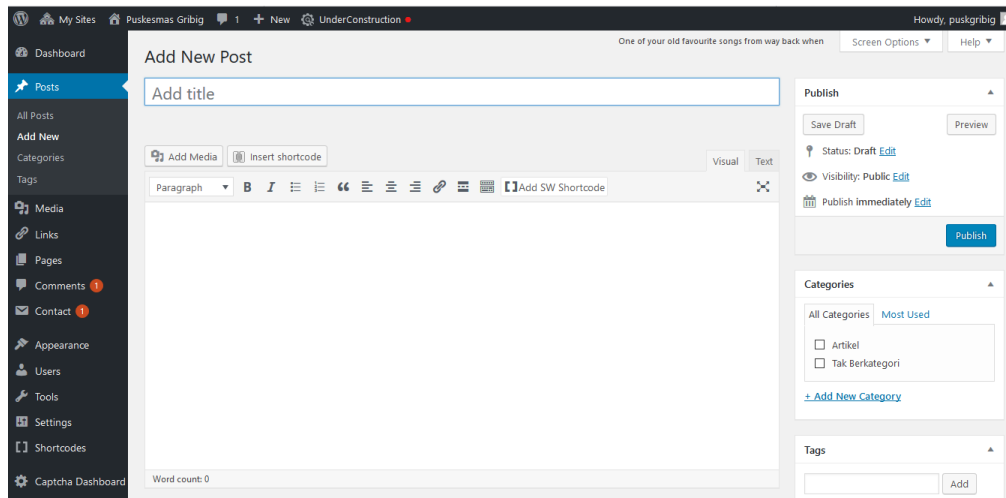 My Sites Puskesmas Gribig 1 + New UnderConstruction Howdy, puskgribig
Dashboard
Posts
All Posts
Add New
Categories
Tags
Media
Links
Pages
Comments 1
Contact 1
Appearance
Users
Tools
Settings
Shortcodes
Captcha Dashboard
One of your old favourite songs from way back when
Screen Options
Help
Add New Post
Add title
Add Media
Insert shortcode
Visual
Text
Paragraph B I Add SW Shortcode
Word count: 0
Publish
Save Draft
Preview
Status: Draft Edit
Visibility: Public Edit
Publish immediately Edit
Publish
Categories
All Categories Most Used
Artikel
Tak Berkategori
+ Add New Category
Tags
Add